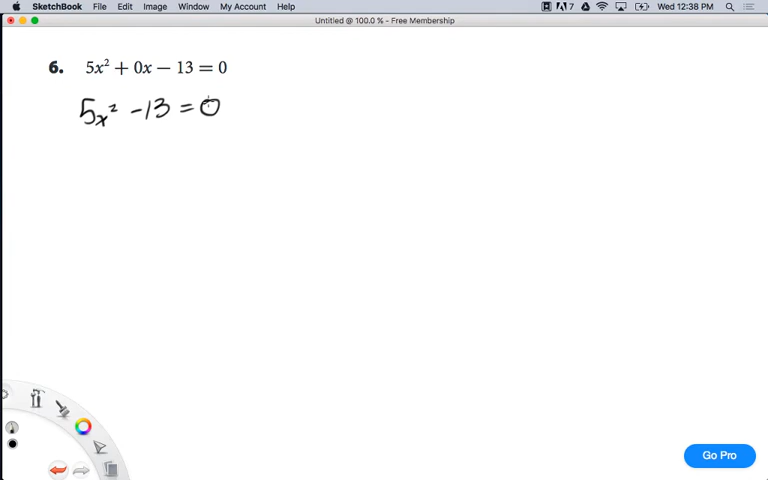 SketchBook File Edit Image Window My Account Help 7 Wed 12:38 PM
Untitled @ 100.0 % - Free Membership
6. 5x² + 0x − 13 = 0
5x² - 13 = 0
Go Pro